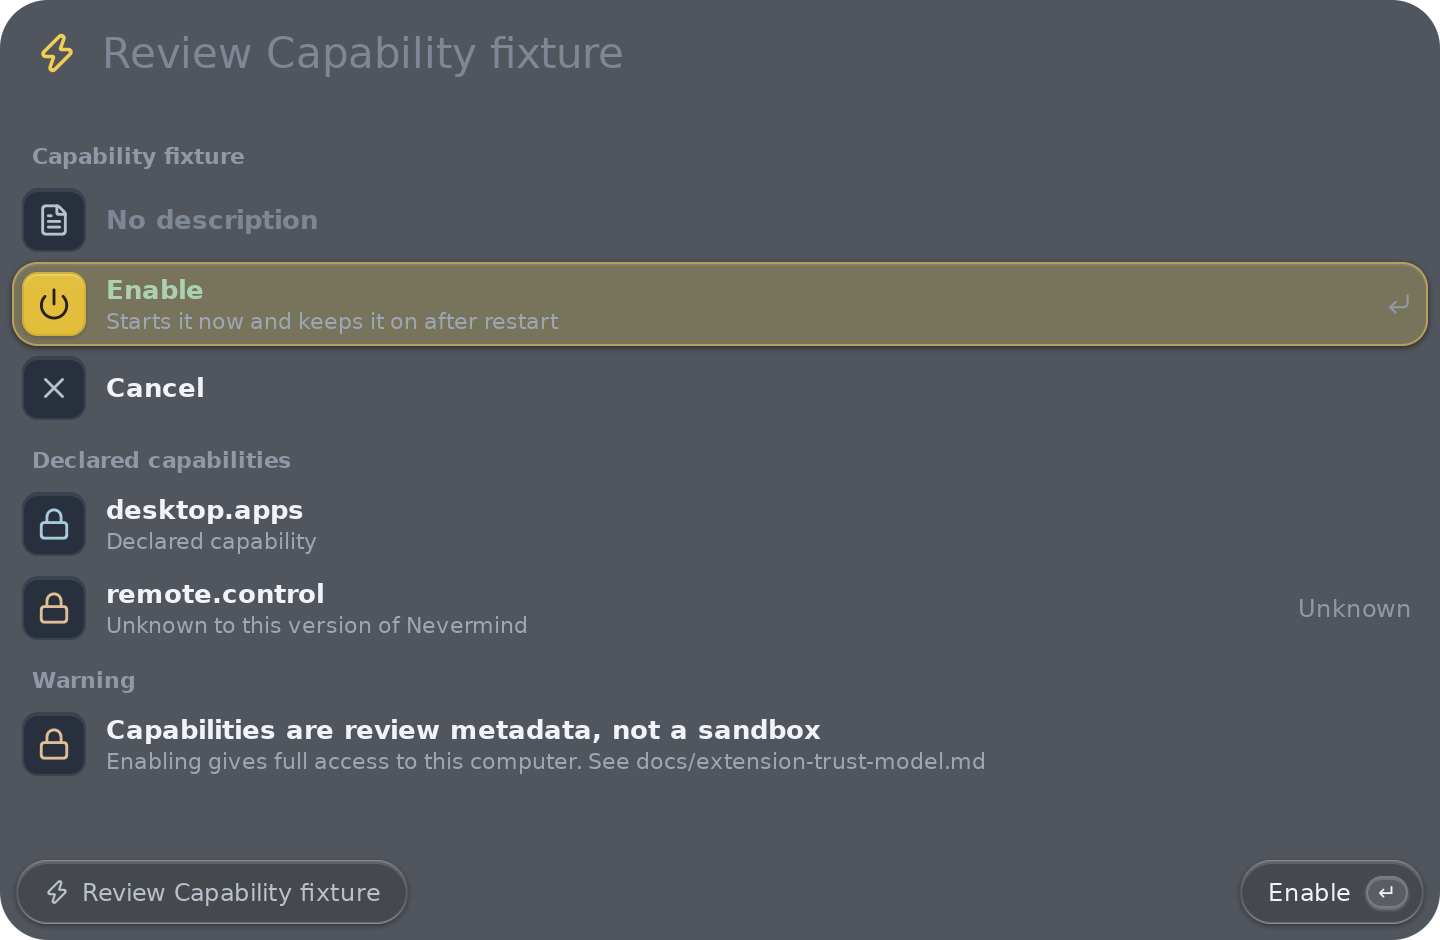 Review Capability fixture
Capability fixture
No description
Enable
Starts it now and keeps it on after restart
Cancel
Declared capabilities
desktop.apps
Declared capability
remote.control
Unknown to this version of Nevermind
Unknown
Warning
Capabilities are review metadata, not a sandbox
Enabling gives full access to this computer. See docs/extension-trust-model.md
Review Capability fixture
Enable